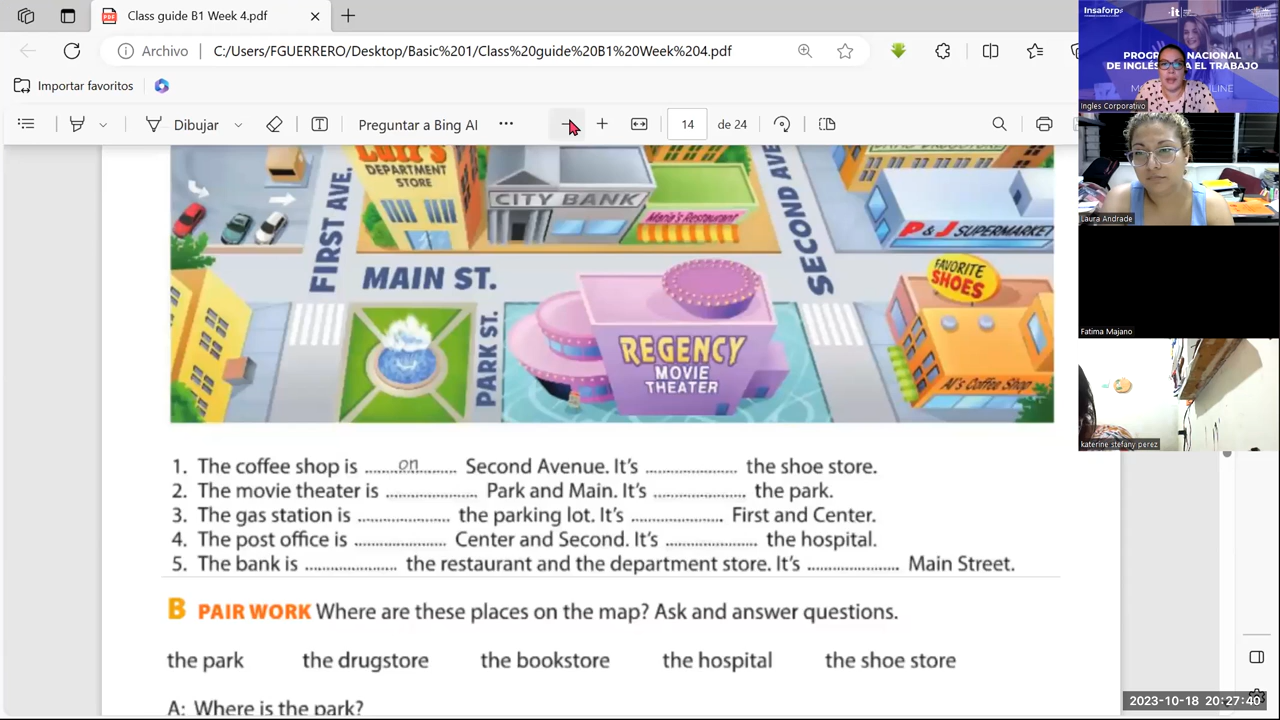 Class guide B1 Week 4.pdf
Archivo
C:/Users/FGUERRERO/Desktop/Basic%201/Class%20guide%20B1%20Week%204.pdf
Importar favoritos
Dibujar
Preguntar a Bing AI
14
de 24
DEPARTMENT
STORE
CITY BANK
Maria's Restaurant
P & J SUPERMARKET
FIRST AVE.
SECOND AVE
MAIN ST.
PARK ST.
FAVORITE
SHOES
REGENCY
MOVIE
THEATER
Al's Coffee Shop
1. The coffee shop is ......on...... Second Avenue. It's ...................... the shoe store.
2. The movie theater is ...................... Park and Main. It's ...................... the park.
3. The gas station is ...................... the parking lot. It's ...................... First and Center.
4. The post office is ...................... Center and Second. It's ...................... the hospital.
5. The bank is ...................... the restaurant and the department store. It's ...................... Main Street.
B PAIR WORK Where are these places on the map? Ask and answer questions.
the park the drugstore the bookstore the hospital the shoe store
A: Where is the park?
Insaforp
Ingles Corporativo
Laura Andrade
Fatima Majano
katerine stefany perez
2023-10-18 20:27:40